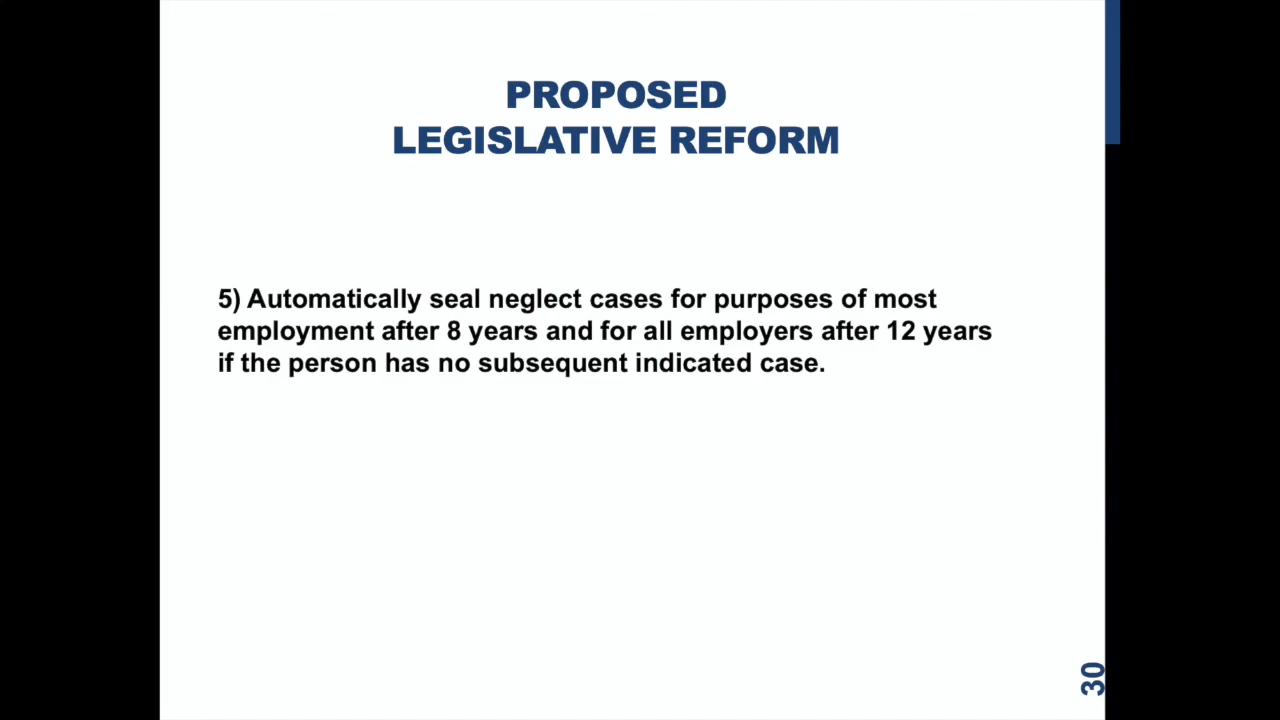 PROPOSED
LEGISLATIVE REFORM
5) Automatically seal neglect cases for purposes of most
employment after 8 years and for all employers after 12 years
if the person has no subsequent indicated case.
30